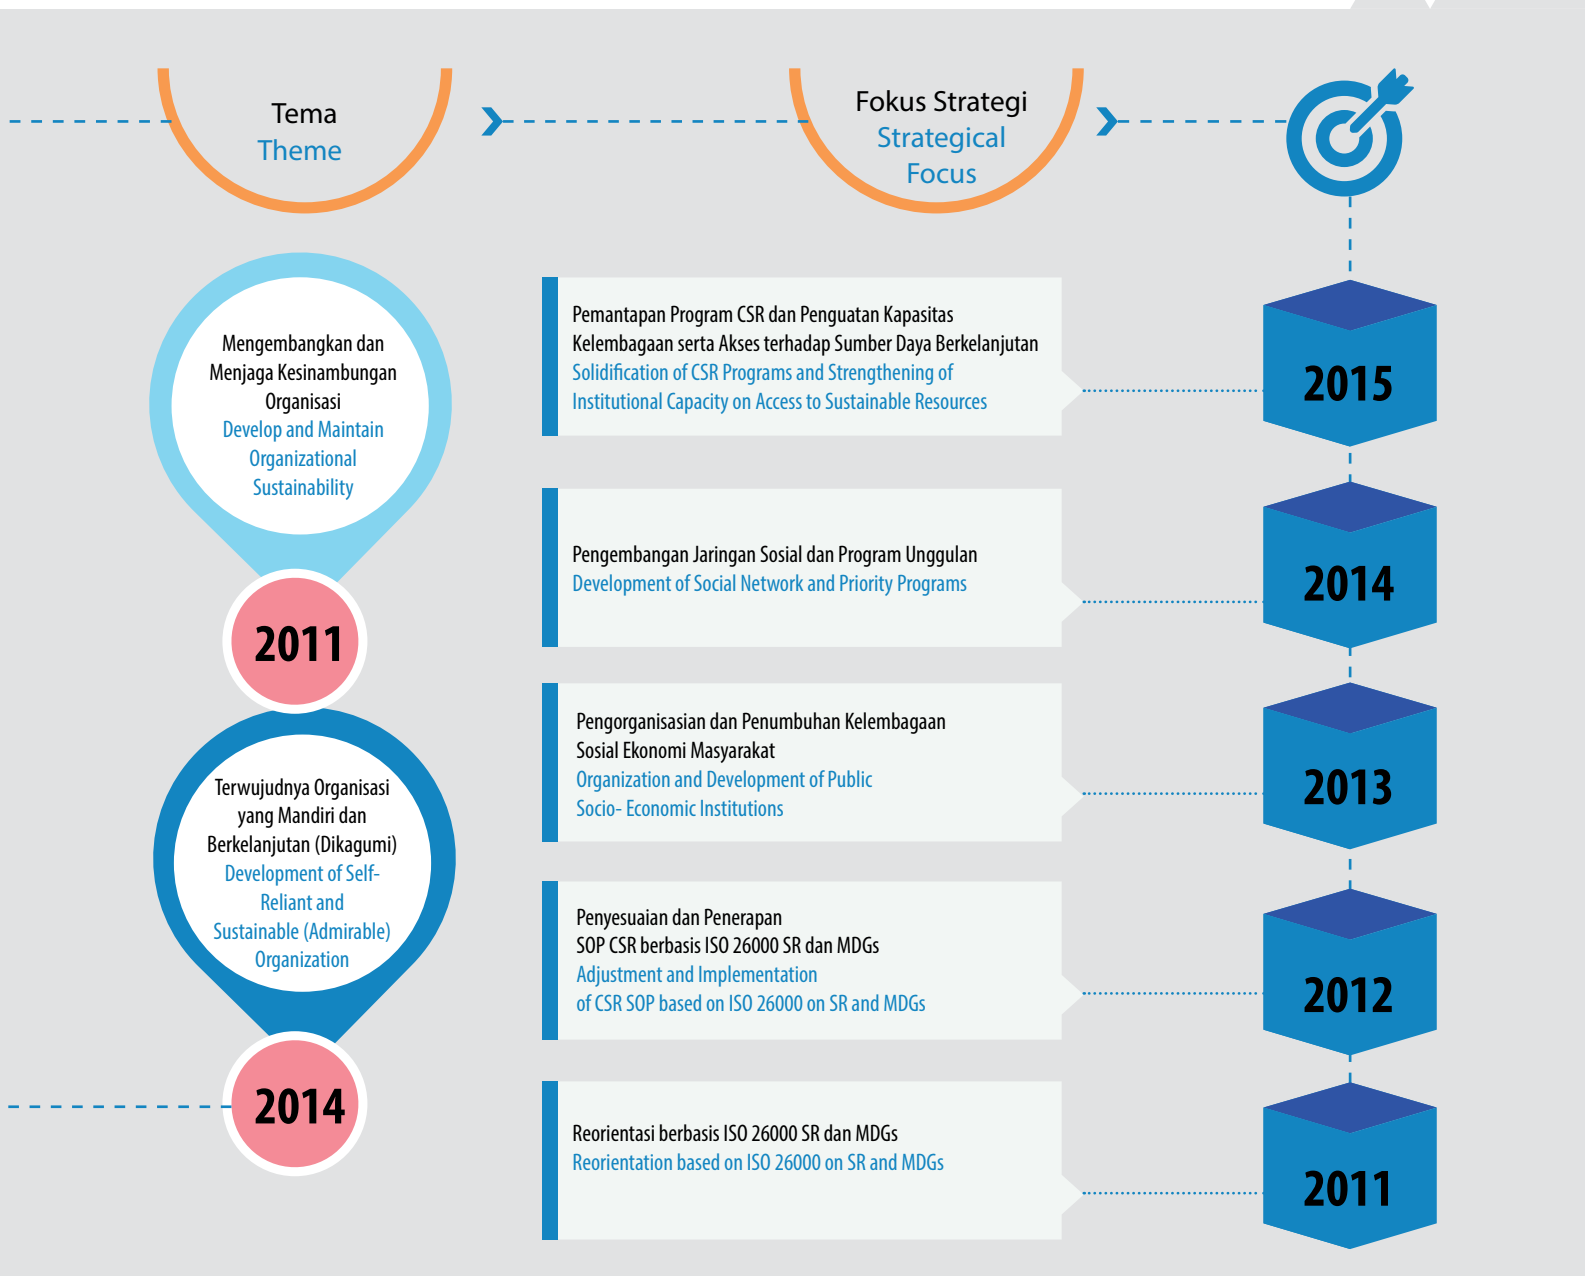 Tema
Theme
Fokus Strategi
Strategical
Focus
Mengembangkan dan
Menjaga Kesinambungan
Organisasi
Develop and Maintain
Organizational
Sustainability
2011
Terwujudnya Organisasi
yang Mandiri dan
Berkelanjutan (Dikagumi)
Development of Self-
Reliant and
Sustainable (Admirable)
Organization
2014
Pemantapan Program CSR dan Penguatan Kapasitas
Kelembagaan serta Akses terhadap Sumber Daya Berkelanjutan
Solidification of CSR Programs and Strengthening of
Institutional Capacity on Access to Sustainable Resources
2015
Pengembangan Jaringan Sosial dan Program Unggulan
Development of Social Network and Priority Programs
2014
Pengorganisasian dan Penumbuhan Kelembagaan
Sosial Ekonomi Masyarakat
Organization and Development of Public
Socio- Economic Institutions
2013
Penyesuaian dan Penerapan
SOP CSR berbasis ISO 26000 SR dan MDGs
Adjustment and Implementation
of CSR SOP based on ISO 26000 on SR and MDGs
2012
Reorientasi berbasis ISO 26000 SR dan MDGs
Reorientation based on ISO 26000 on SR and MDGs
2011